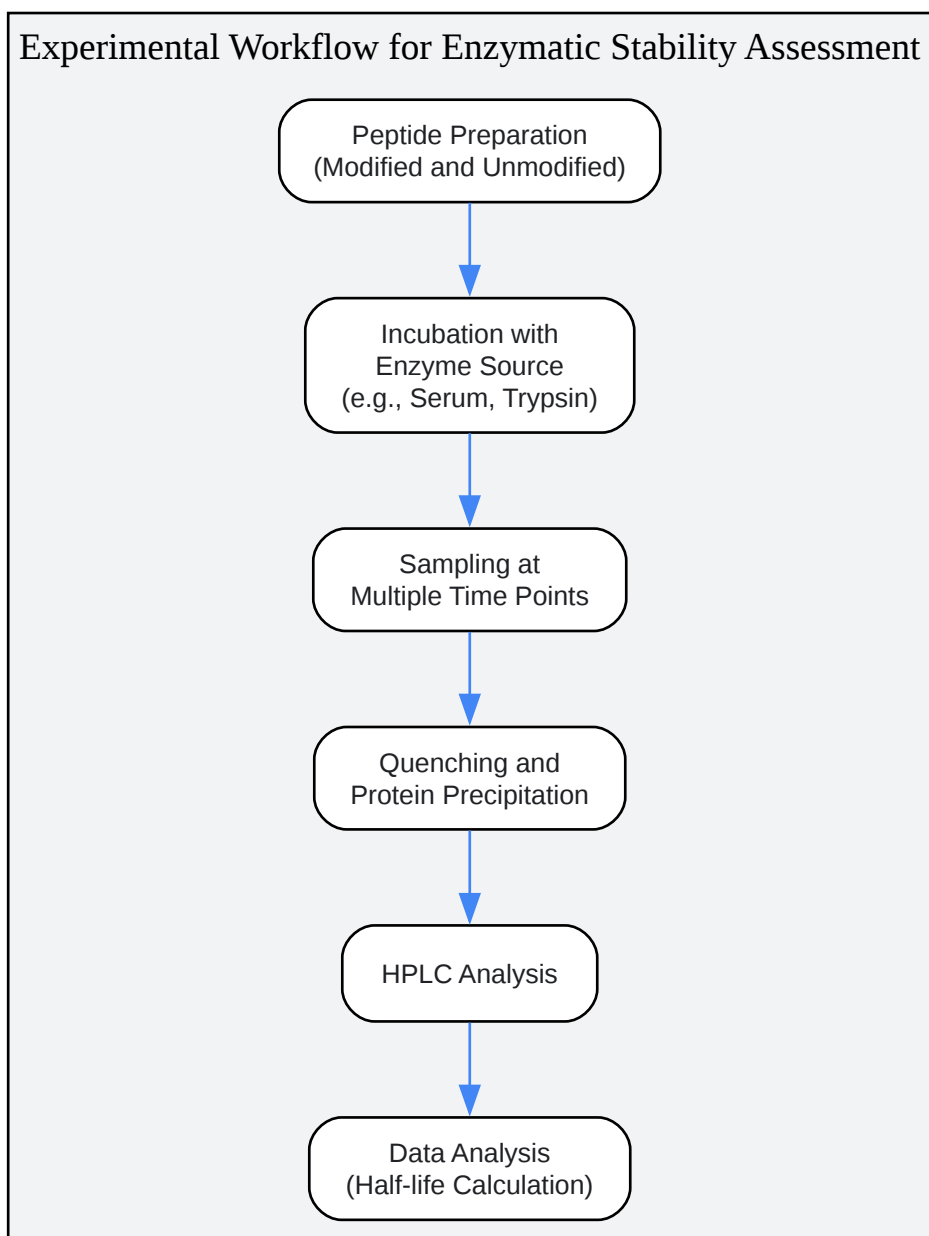 Experimental Workflow for Enzymatic Stability Assessment
Peptide Preparation
(Modified and Unmodified)
Incubation with
Enzyme Source
(e.g., Serum, Trypsin)
Sampling at
Multiple Time Points
Quenching and
Protein Precipitation
HPLC Analysis
Data Analysis
(Half-life Calculation)